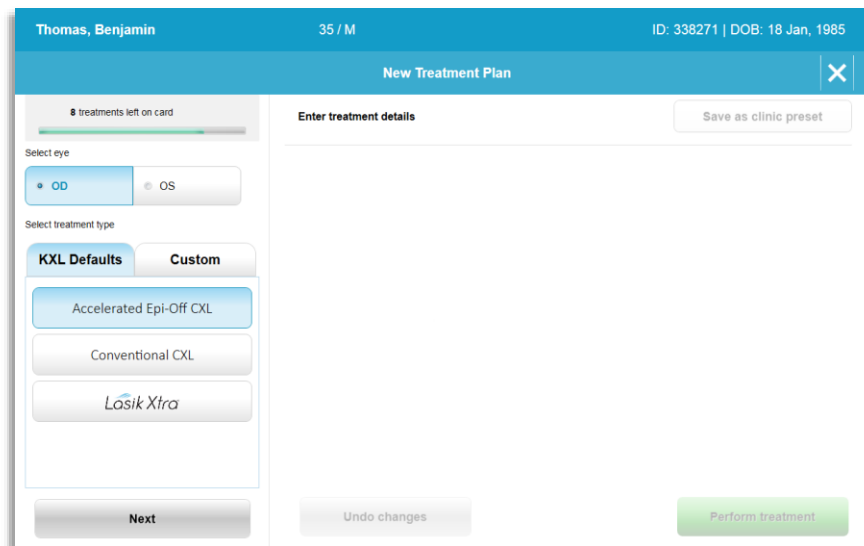 Thomas, Benjamin 35 / M ID: 338271 | DOB: 18 Jan, 1985
New Treatment Plan
8 treatments left on card
Enter treatment details
Save as clinic preset
Select eye
OD
OS
Select treatment type
KXL Defaults
Custom
Accelerated Epi-Off CXL
Conventional CXL
Lasik Xtra
Next
Undo changes
Perform treatment